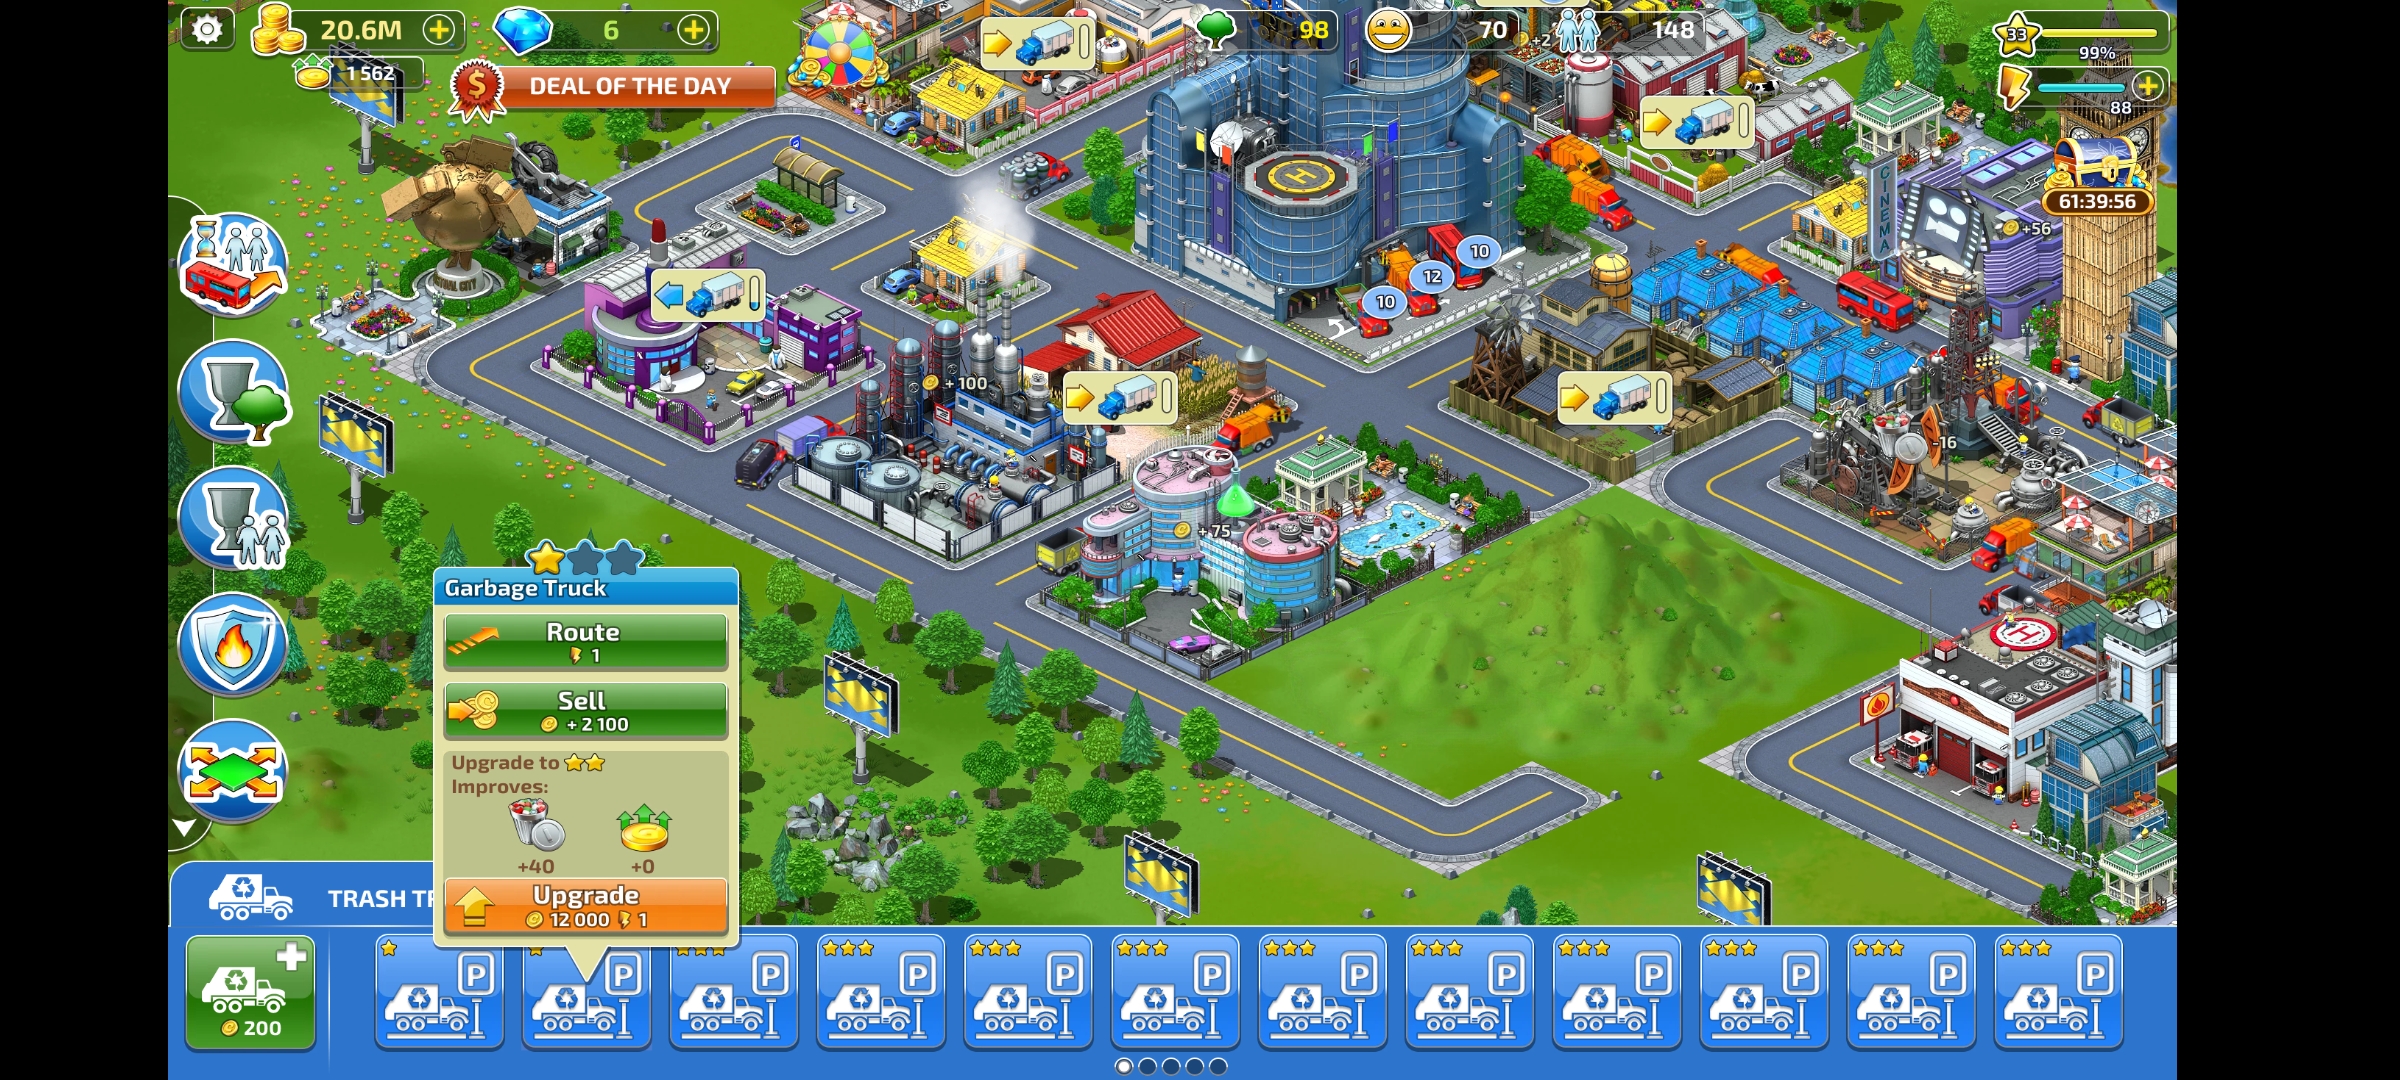 20.6M
6
98
70
148
33
99%
1 562
DEAL OF THE DAY
88
+2
61:39:56
CINEMA
+56
H
10
12
10
+100
-16
+75
H
Garbage Truck
Route
1
Sell
+2 100
Upgrade to
Improves:
+40
+0
Upgrade
12 000 1
TRASH TR
200
P
P
P
P
P
P
P
P
P
P
P
P